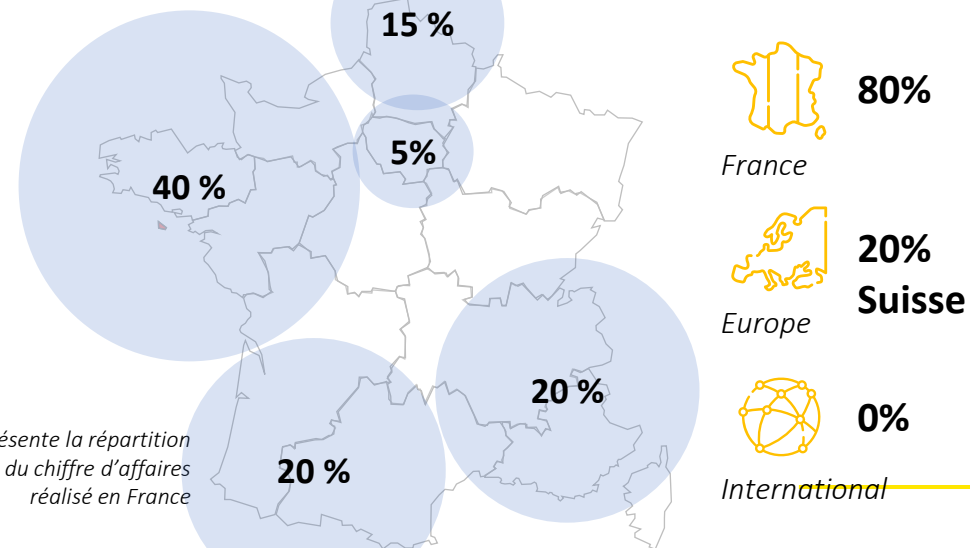 15 %
5%
40 %
20 %
20 %
ésente la répartition
du chiffre d’affaires
réalisé en France
80%
France
20%
Suisse
Europe
0%
International